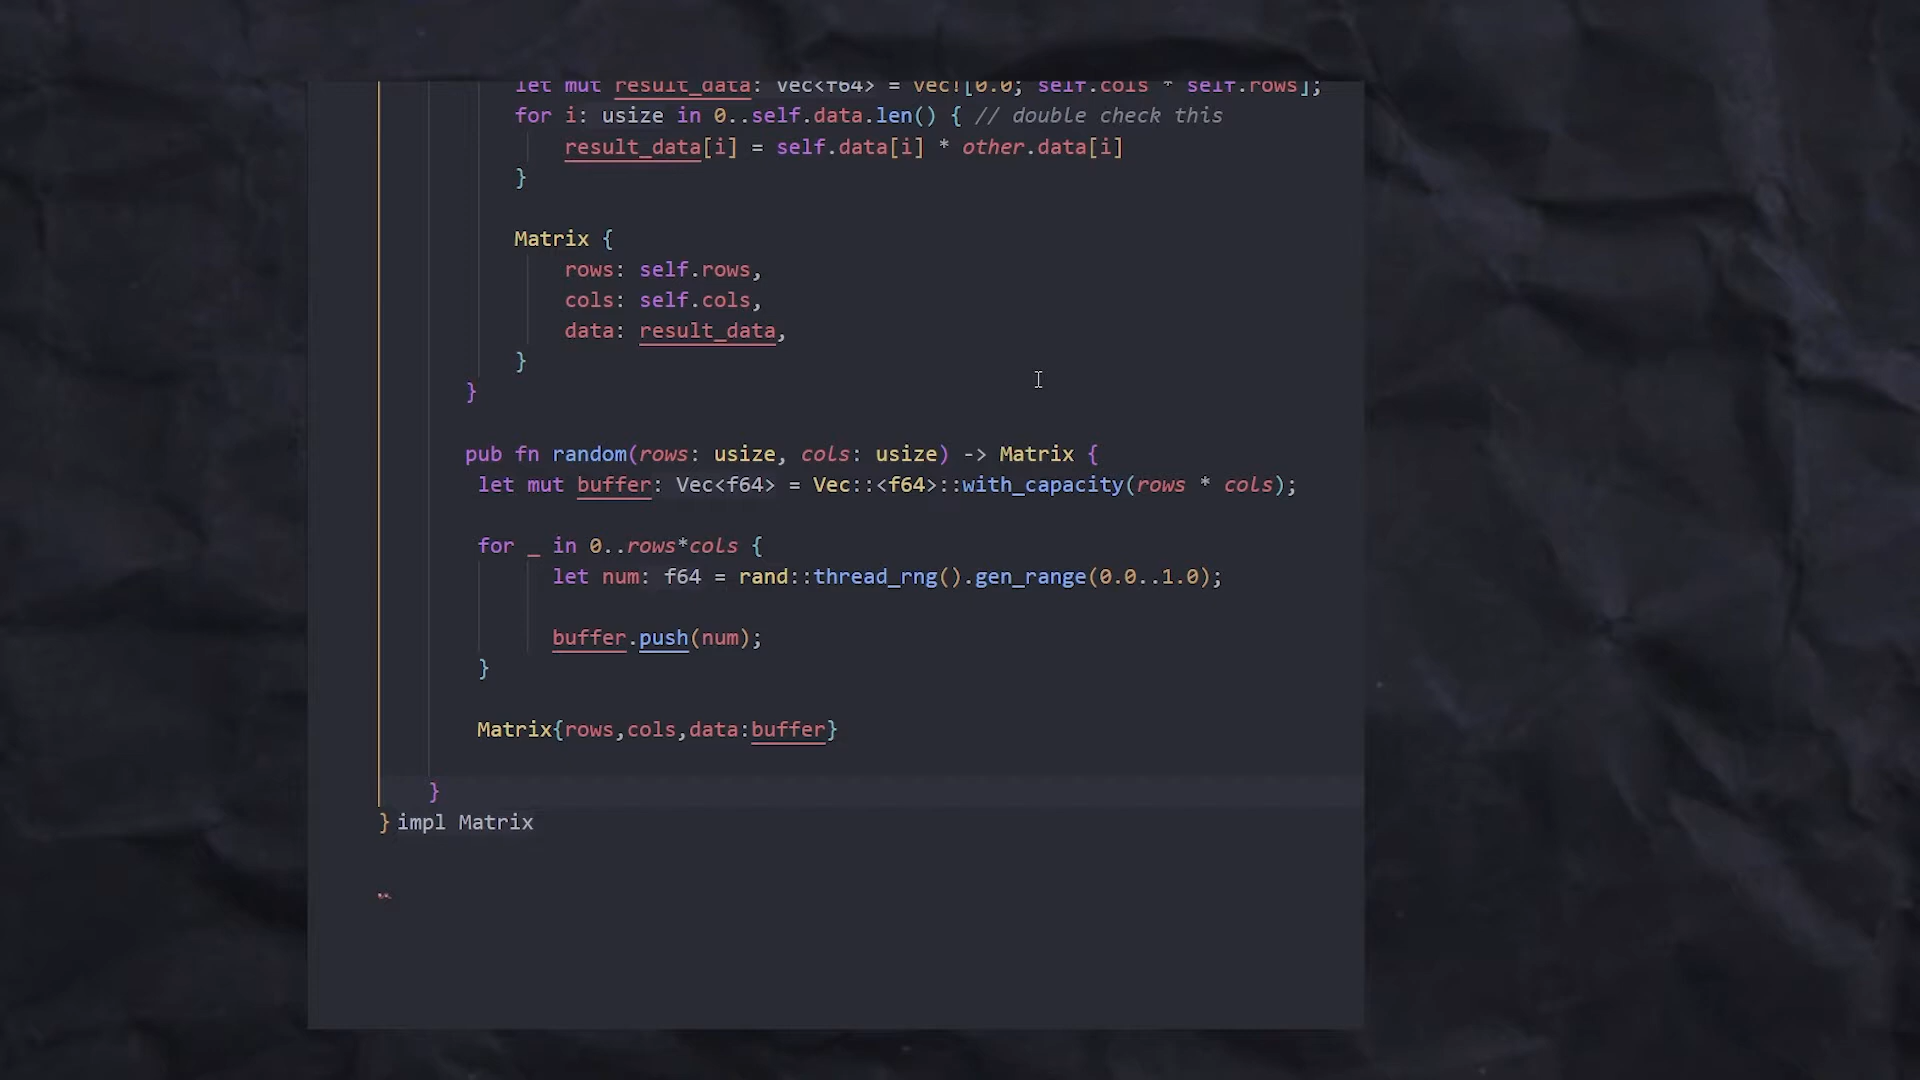 let mut result_data: Vec<f64> = vec![0.0; self.cols * self.rows];
for i: usize in 0..self.data.len() { // double check this
result_data[i] = self.data[i] * other.data[i]
}
Matrix {
rows: self.rows,
cols: self.cols,
data: result_data,
}
}
pub fn random(rows: usize, cols: usize) -> Matrix {
let mut buffer: Vec<f64> = Vec::<f64>::with_capacity(rows * cols);
for _ in 0..rows*cols {
let num: f64 = rand::thread_rng().gen_range(0.0..1.0);
buffer.push(num);
}
Matrix{rows,cols,data:buffer}
}
} impl Matrix